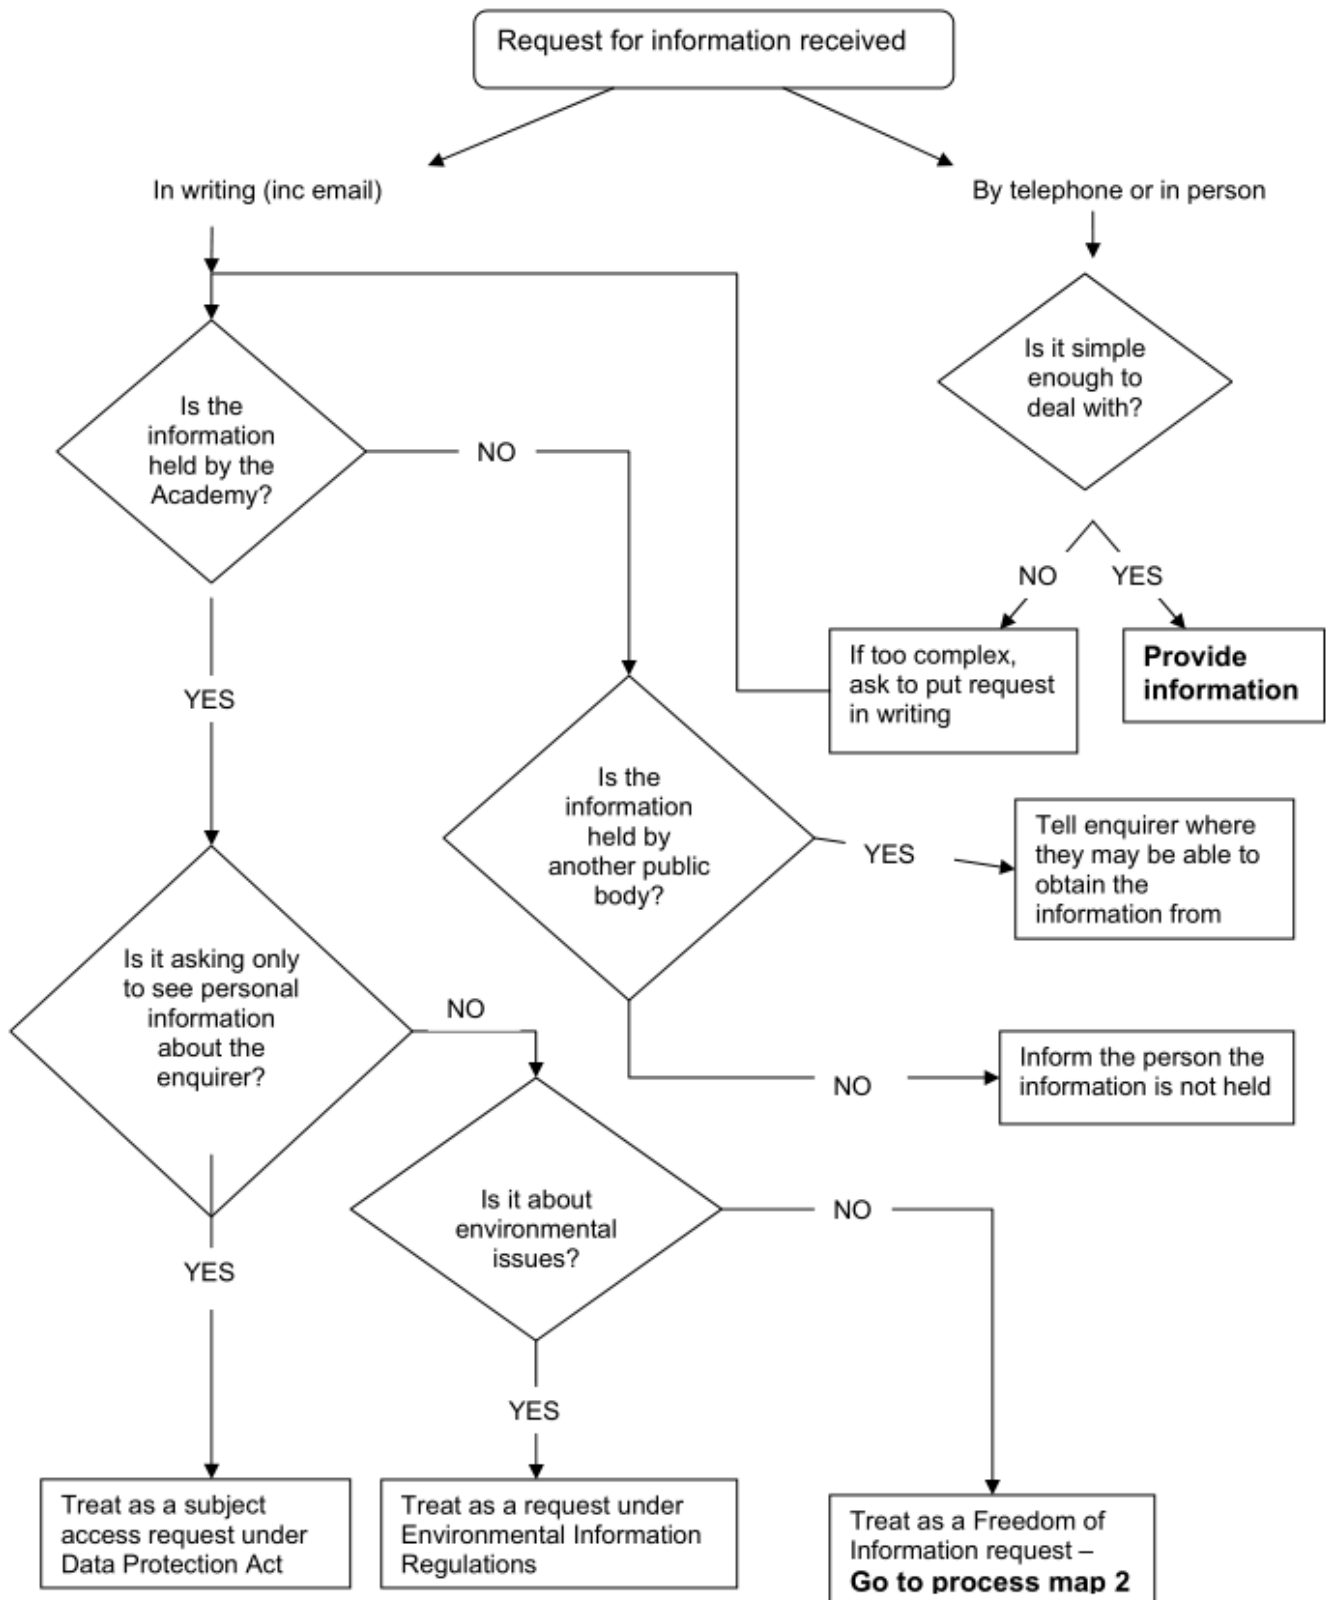 Request for information received
In writing (inc email)
By telephone or in person
Is it simple
enough to
deal with?
Is the
information
held by the
Academy?
NO
NO
YES
If too complex,
ask to put request
in writing
Provide
information
YES
Is the
information
held by
another public
body?
YES
Tell enquirer where
they may be able to
obtain the
information from
Is it asking only
to see personal
information
about the
enquirer?
NO
NO
Inform the person the
information is not held
Is it about
environmental
issues?
NO
YES
YES
Treat as a subject
access request under
Data Protection Act
Treat as a request under
Environmental Information
Regulations
Treat as a Freedom of
Information request –
Go to process map 2